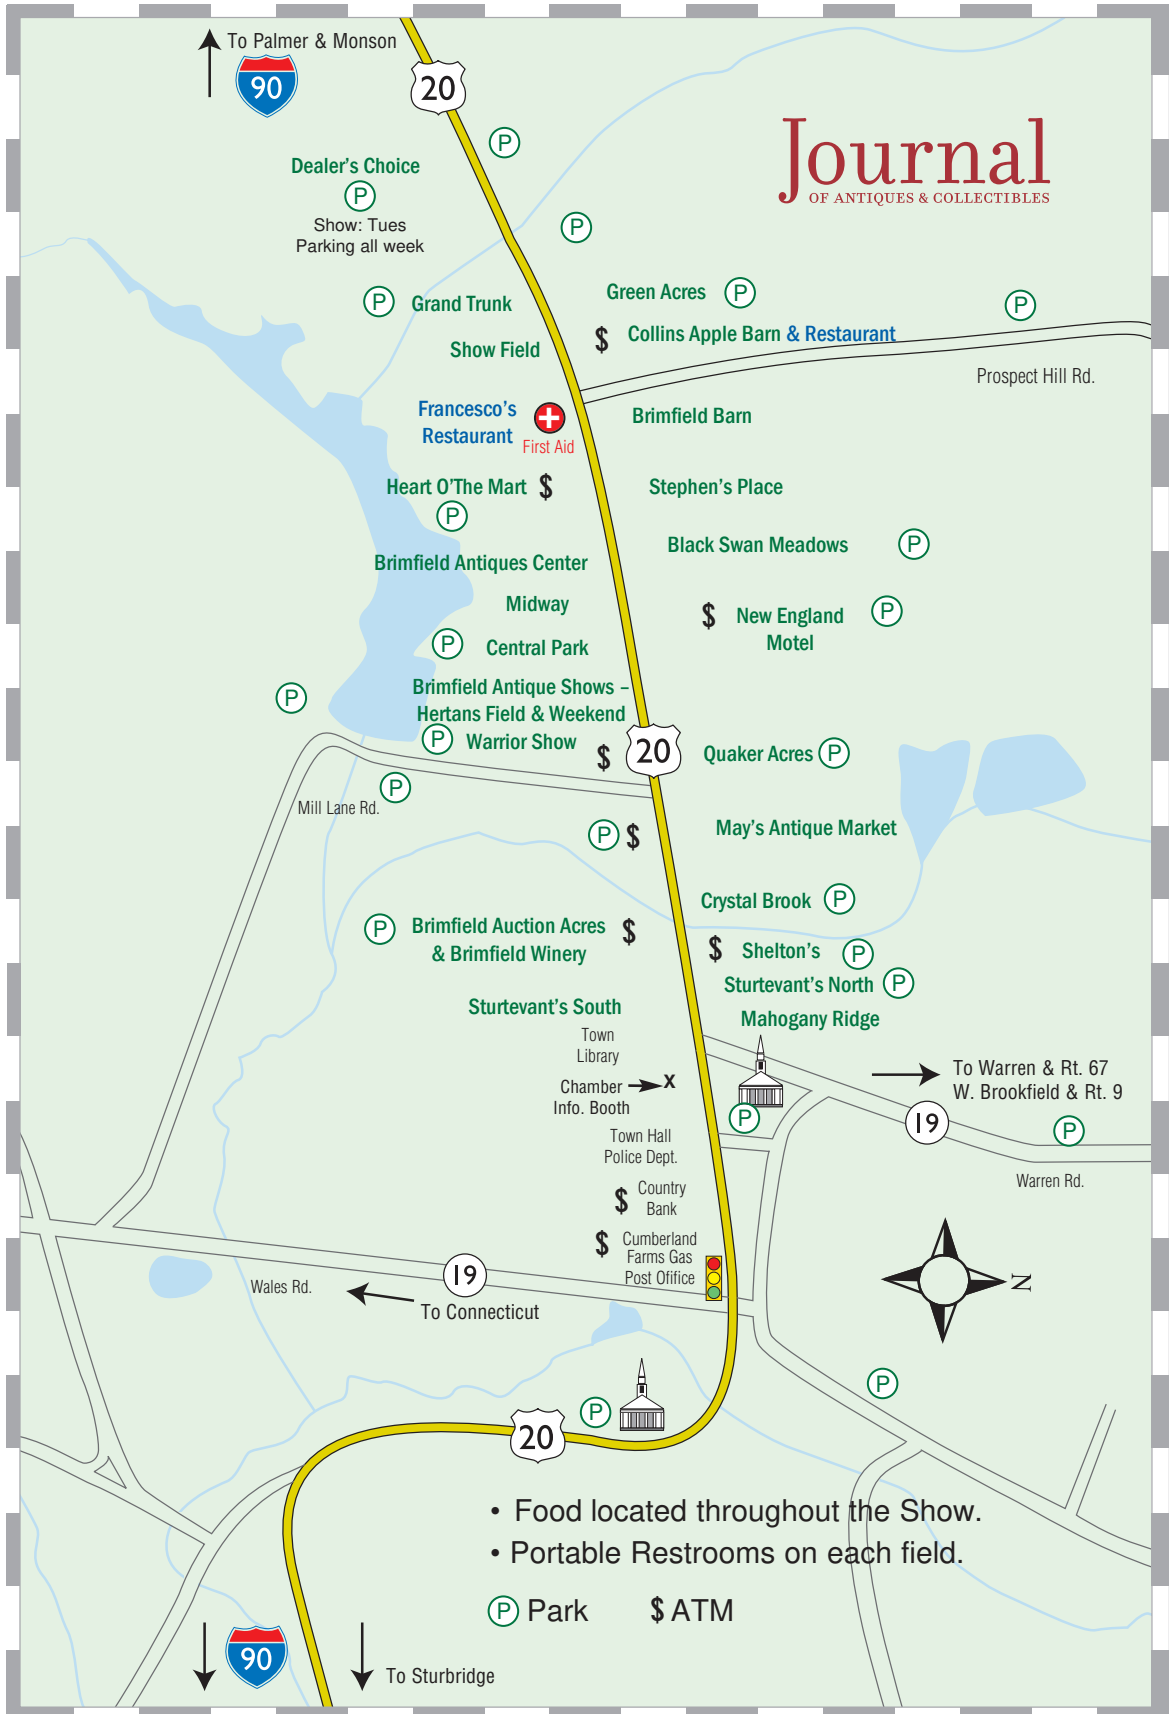 To Palmer & Monson
90
20
P
Journal
OF ANTIQUES & COLLECTIBLES
Dealer's Choice
P
Show: Tues
Parking all week
P
P
Grand Trunk
Green Acres
P
P
$
Collins Apple Barn & Restaurant
Show Field
Prospect Hill Rd.
Francesco's
Restaurant
First Aid
Brimfield Barn
Heart O'The Mart
$
P
Stephen's Place
Black Swan Meadows
P
Brimfield Antiques Center
Midway
$
New England
Motel
P
P
Central Park
Brimfield Antique Shows –
Hertans Field & Weekend
Warrior Show
P
P
$
20
Quaker Acres
P
P
Mill Lane Rd.
P
$
May's Antique Market
Crystal Brook
P
P
Brimfield Auction Acres
& Brimfield Winery
$
$
Shelton's
P
Sturtevant's North
P
Sturtevant's South
Mahogany Ridge
Town
Library
Chamber
Info. Booth
X
To Warren & Rt. 67
W. Brookfield & Rt. 9
P
19
P
Town Hall
Police Dept.
Warren Rd.
$
Country
Bank
$
Cumberland
Farms Gas
Post Ofifice
19
Wales Rd.
To Connecticut
N
P
P
20
• Food located throughout the Show.
• Portable Restrooms on each field.
P Park
$ ATM
90
To Sturbridge